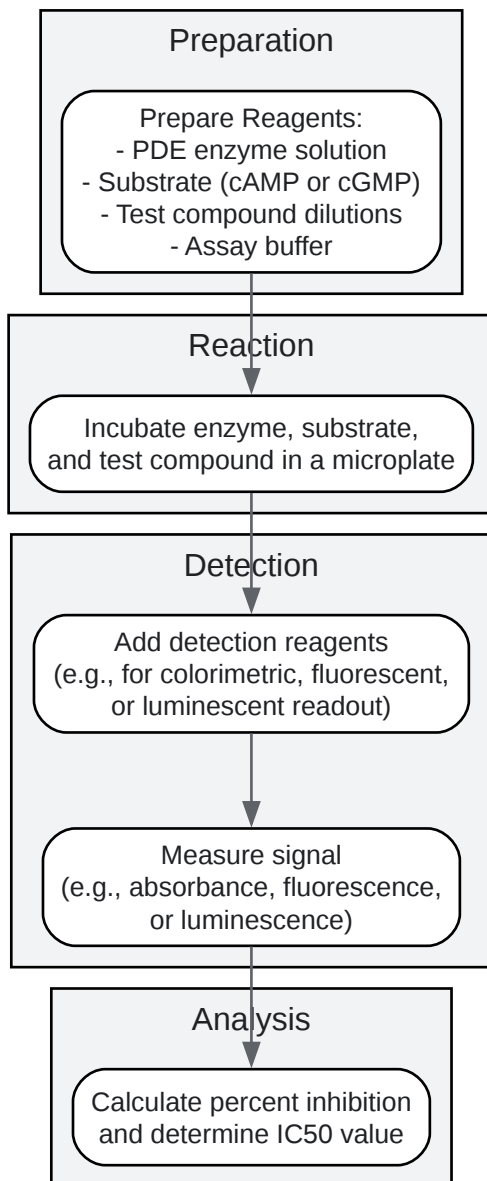 Preparation
Prepare Reagents:
- PDE enzyme solution
- Substrate (cAMP or cGMP)
- Test compound dilutions
- Assay buffer
Reaction
Incubate enzyme, substrate,
and test compound in a microplate
Detection
Add detection reagents
(e.g., for colorimetric, fluorescent,
or luminescent readout)
Measure signal
(e.g., absorbance, fluorescence,
or luminescence)
Analysis
Calculate percent inhibition
and determine IC50 value